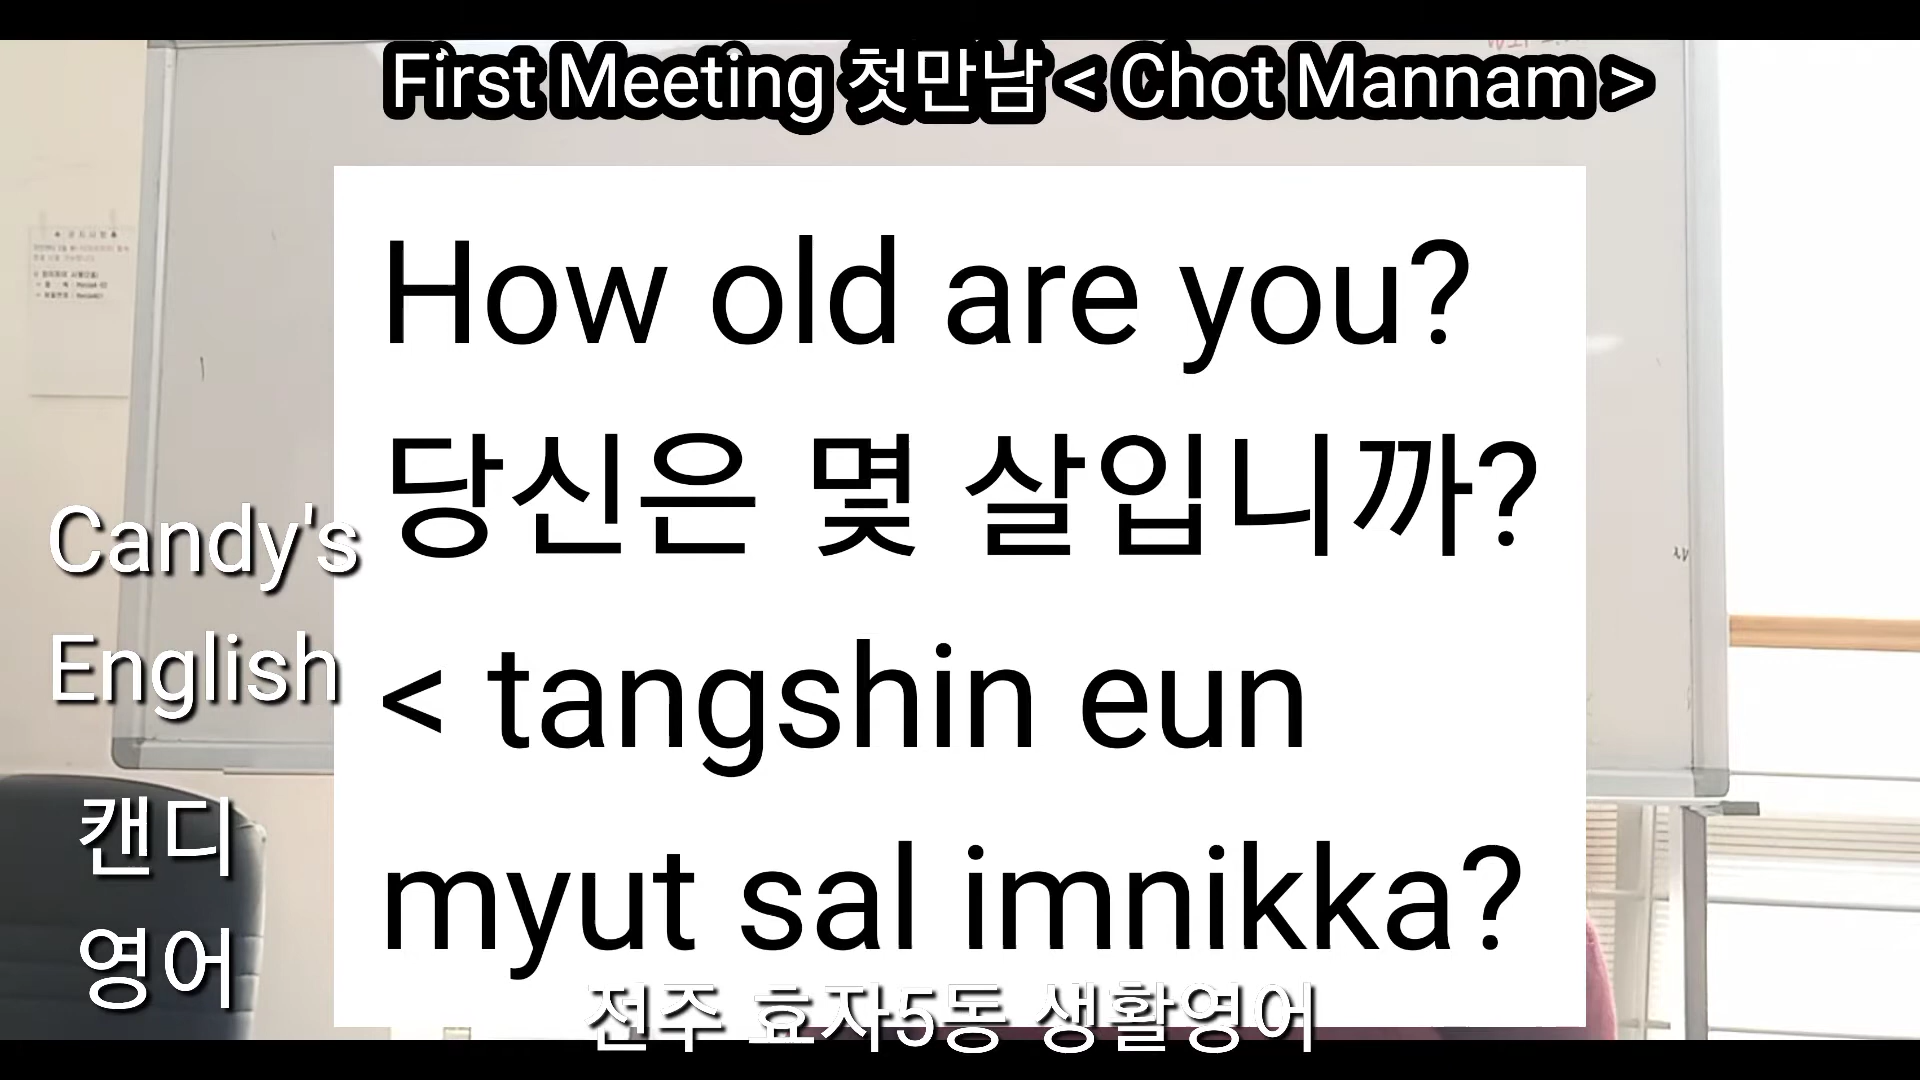 First Meeting 첫만남 < Chot Mannam >
How old are you?
당신은 몇 살입니까?
< tangshin eun
myut sal imnikka?
Candy's
English
캔디
영어
전주 효자5동 생활영어